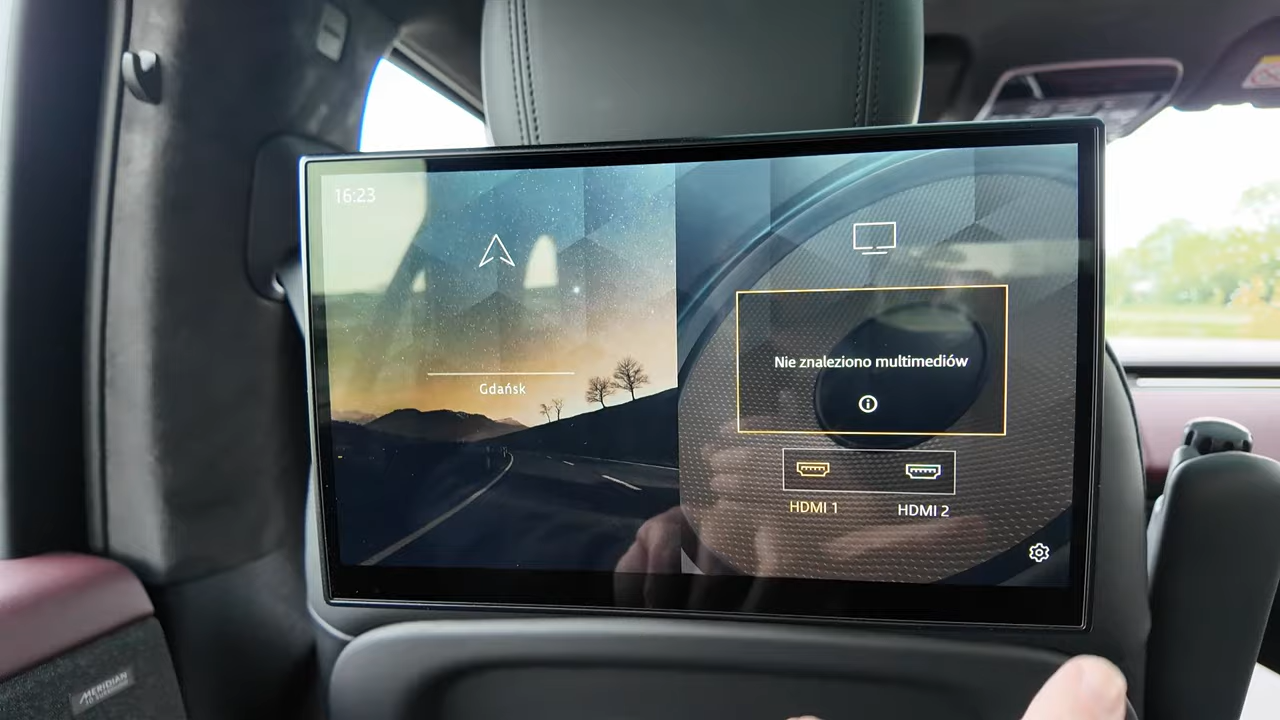 16:23
Gdańsk
Nie znaleziono multimediów
HDMI 1
HDMI 2
MERIDIAN